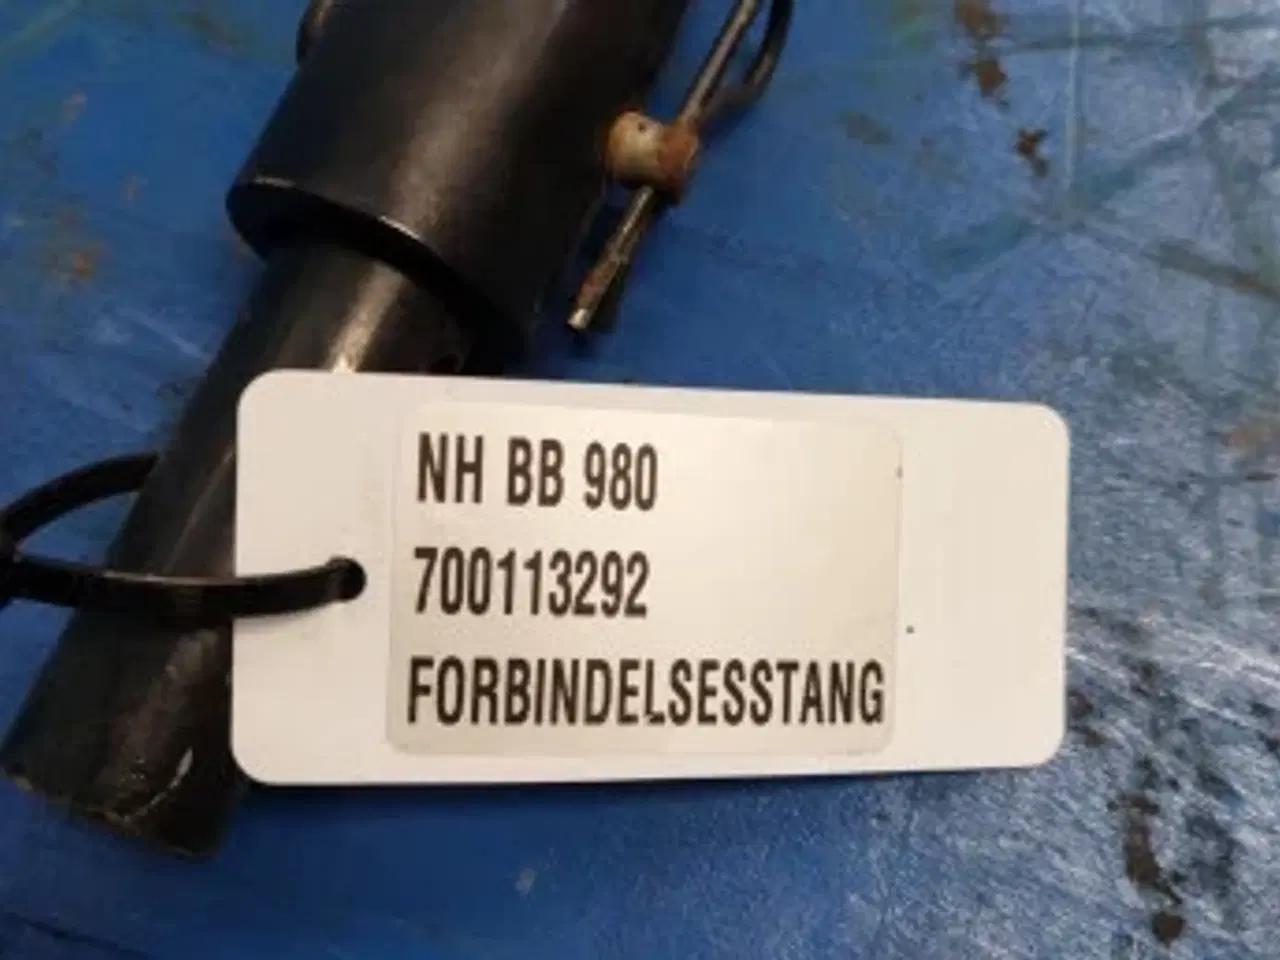 NH BB 980
700113292
FORBINDELSESSTANG